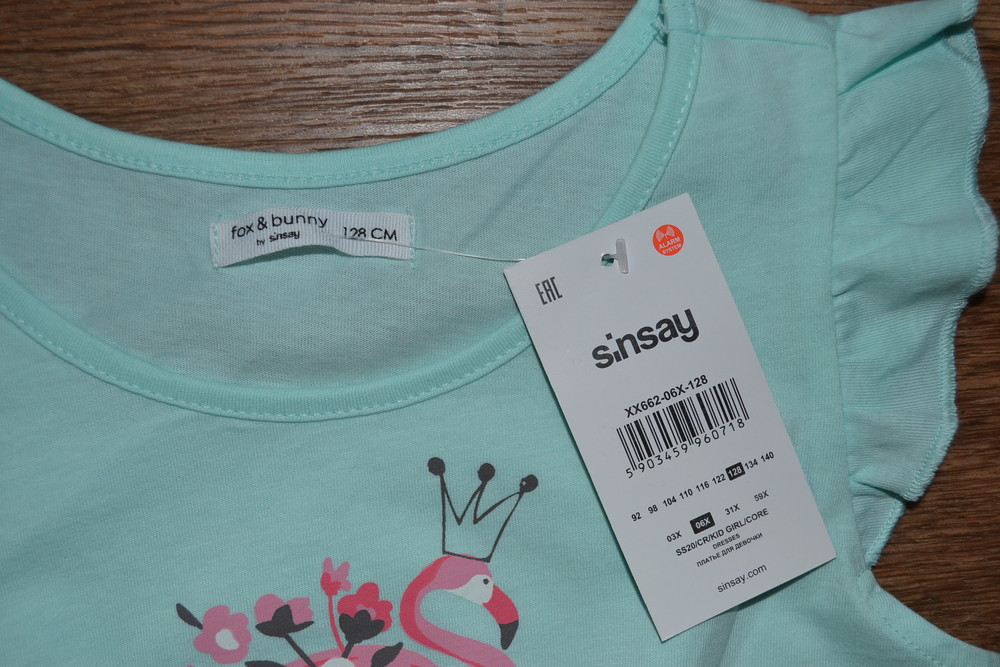 fox & bunny
by sinsay
128 CM
ALARM
SYSTEM
EAC
sinsay
XX662-06X-128
5 903459 960718
92 98 104 110 116 122 128 134 140
03X 06X 31X 59X
SS20/CR/KID GIRL/CORE
DRESSES
ПЛАТЬЕ ДЛЯ ДЕВОЧКИ
sinsay.com